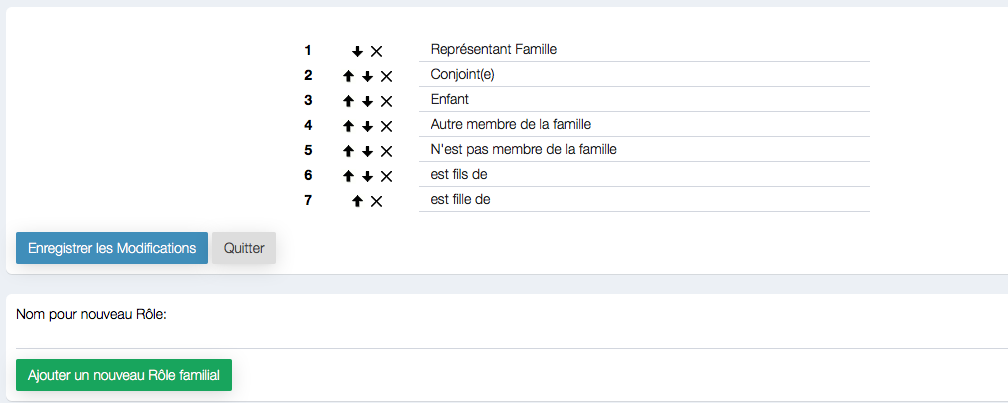 1 Représentant Famille
2 Conjoint(e)
3 Enfant
4 Autre membre de la famille
5 N'est pas membre de la famille
6 est fils de
7 est fille de
Enregistrer les Modifications Quitter
Nom pour nouveau Rôle:
Ajouter un nouveau Rôle familial